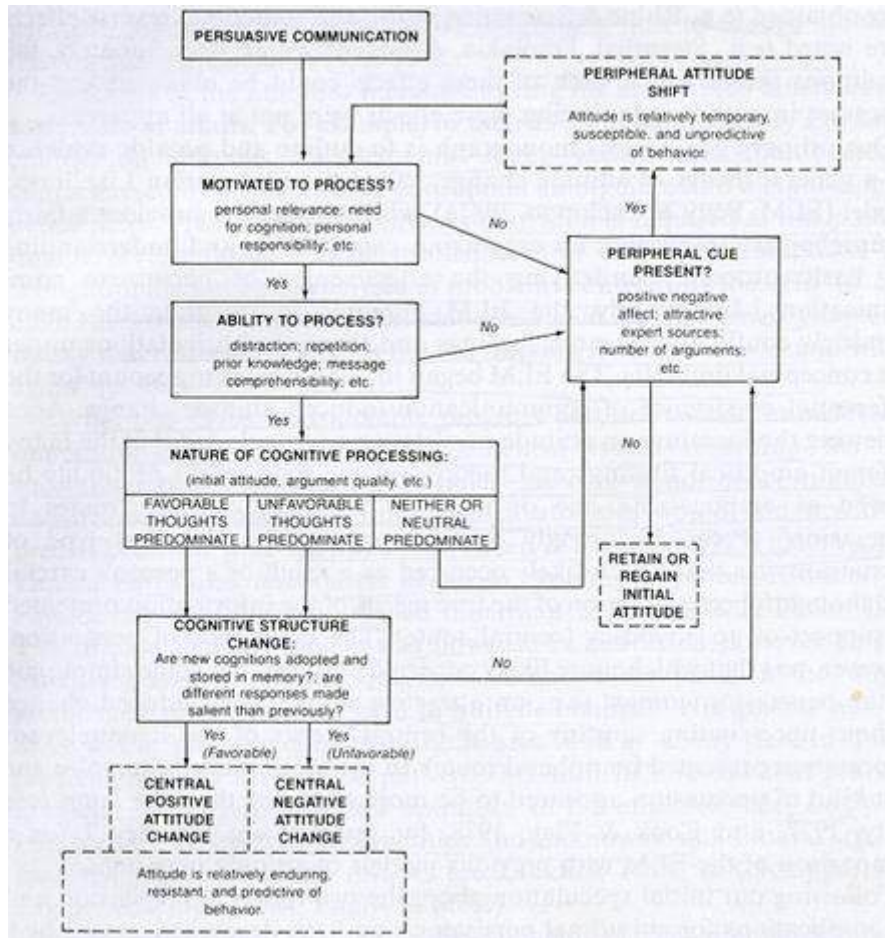 PERSUASIVE COMMUNICATION
PERIPHERAL ATTITUDE
SHIFT
Attitude is relatively temporary,
susceptible, and unpredictive
of behavior.
MOTIVATED TO PROCESS?
personal relevance; need
for cognition; personal
responsibility; etc.
No
Yes
PERIPHERAL CUE
PRESENT?
positive negative
affect; attractive
expert sources;
number of arguments;
etc.
Yes
ABILITY TO PROCESS?
distraction; repetition;
prior knowledge; message
comprehensibility; etc.
No
Yes
NATURE OF COGNITIVE PROCESSING:
(initial attitude, argument quality, etc.)
FAVORABLE
THOUGHTS
PREDOMINATE
UNFAVORABLE
THOUGHTS
PREDOMINATE
NEITHER OR
NEUTRAL
PREDOMINATE
No
RETAIN OR
REGAIN
INITIAL
ATTITUDE
COGNITIVE STRUCTURE
CHANGE:
Are new cognitions adopted and
stored in memory?; are
different responses made
salient than previously?
No
Yes
(Favorable)
Yes
(Unfavorable)
CENTRAL
POSITIVE
ATTITUDE
CHANGE
CENTRAL
NEGATIVE
ATTITUDE
CHANGE
Attitude is relatively enduring,
resistant, and predictive of
behavior.